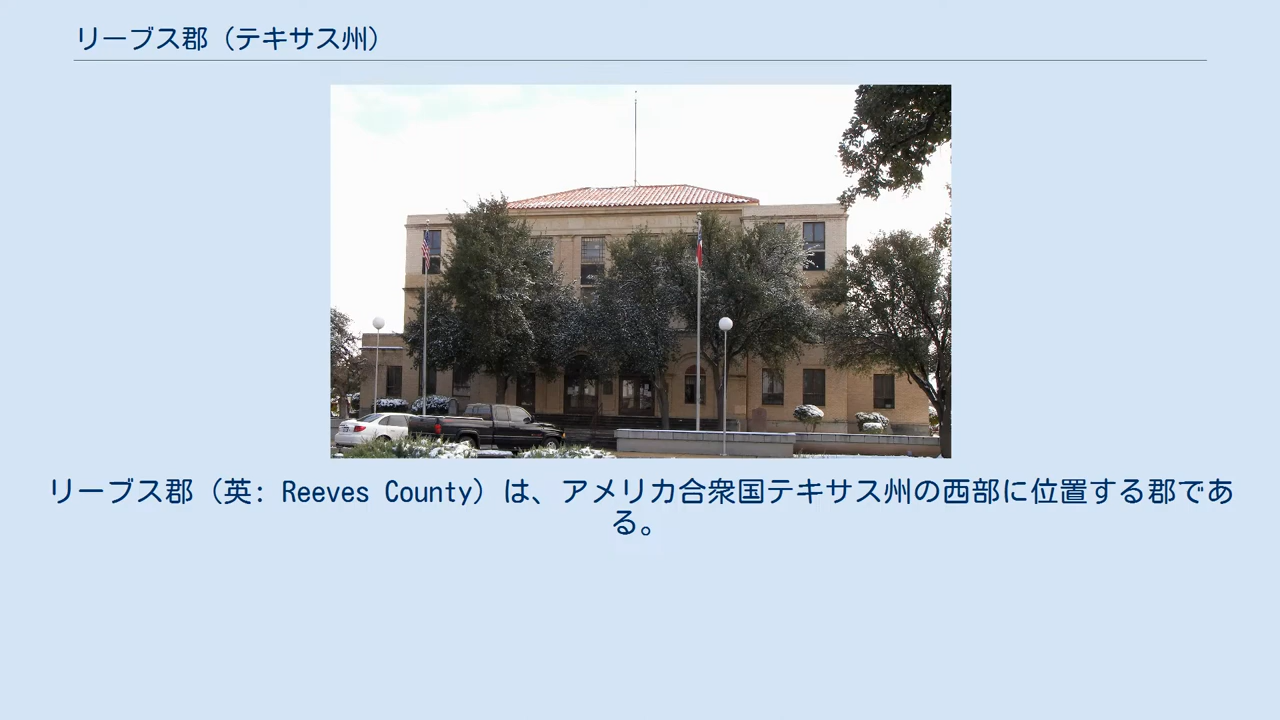 リーブス郡（テキサス州）
リーブス郡（英: Reeves County）は、アメリカ合衆国テキサス州の西部に位置する郡であ
る。